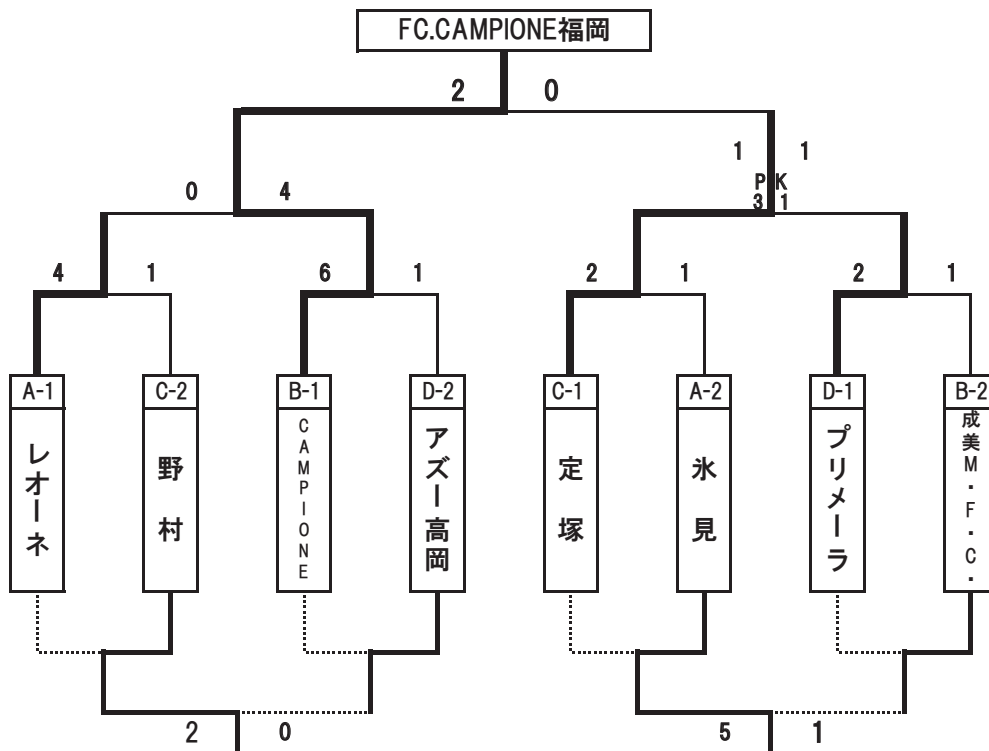 FC.CAMPIONE福岡
2 0
1 1
0 4
PK
3 1
4 1 6 1 2 1 2 1
A-1 C-2 B-1 D-2 C-1 A-2 D-1 B-2
レオーネ
野村
CAMPIONE
アズー高岡
定塚
氷見
プリメーラ
成美M・F・C・
2 0 5 1